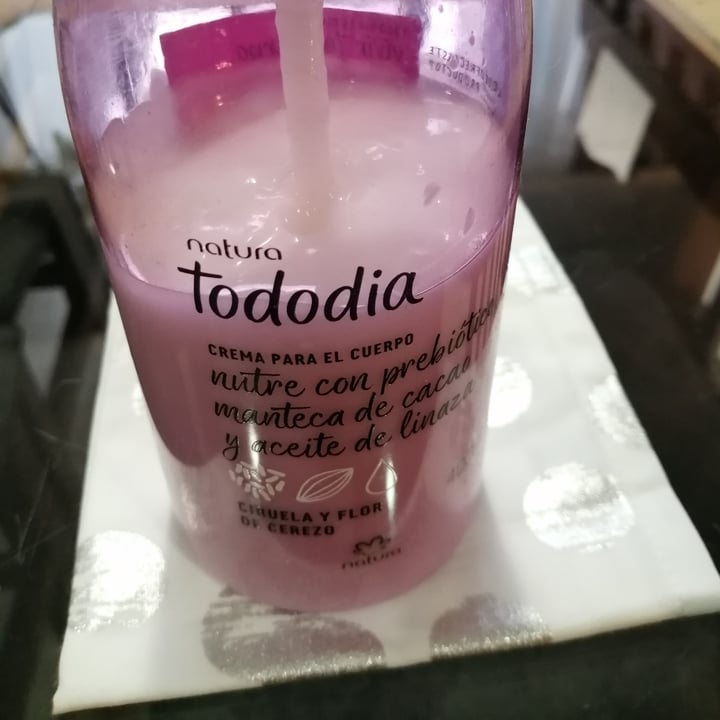 natura
tododia
CREMA PARA EL CUERPO
nutre con prebiótico
manteca de cacao
y aceite de linaza
CIRUELA Y FLOR
DE CEREZO
natura